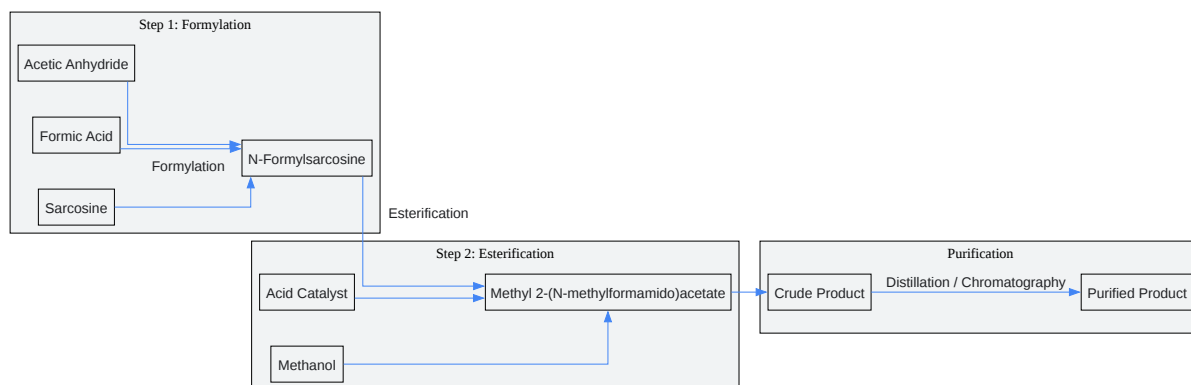 Step 1: Formylation
Acetic Anhydride
Formic Acid
Formylation
N-Formylsarcosine
Sarcosine
Esterification
Step 2: Esterification
Acid Catalyst
Methyl 2-(N-methylformamido)acetate
Methanol
Purification
Crude Product
Distillation / Chromatography
Purified Product